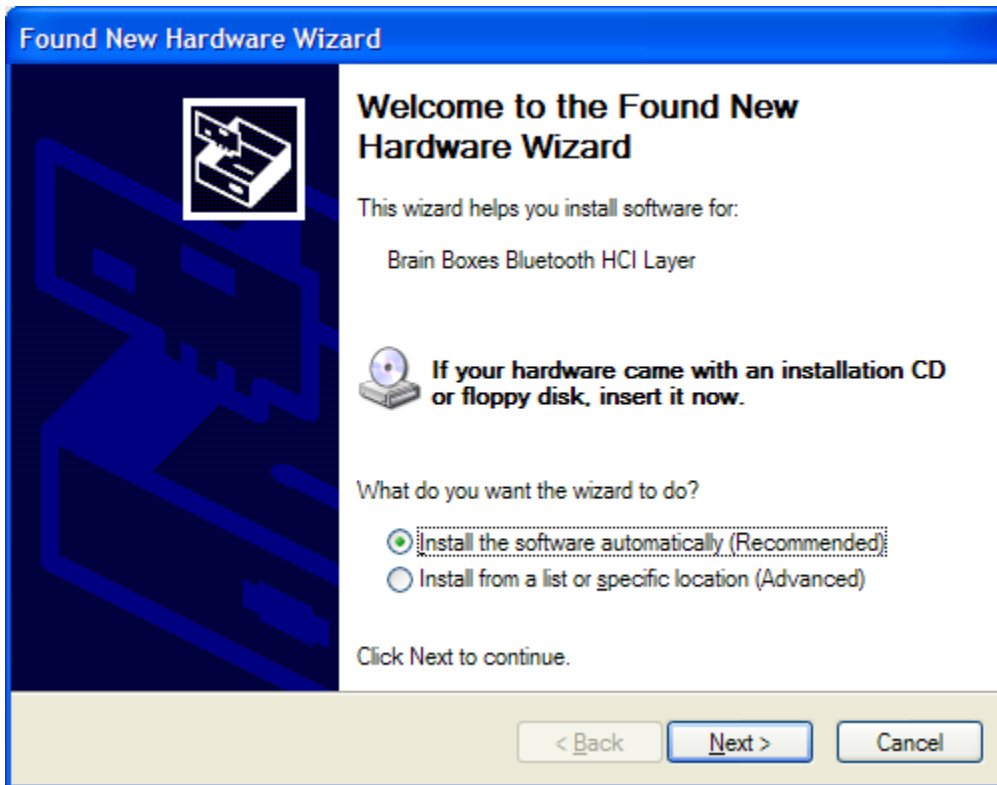 Found New Hardware Wizard
Welcome to the Found New
Hardware Wizard
This wizard helps you install software for:
Brain Boxes Bluetooth HCI Layer
If your hardware came with an installation CD
or floppy disk, insert it now.
What do you want the wizard to do?
Install the software automatically (Recommended)
Install from a list or specific location (Advanced)
Click Next to continue.
< Back
Next >
Cancel